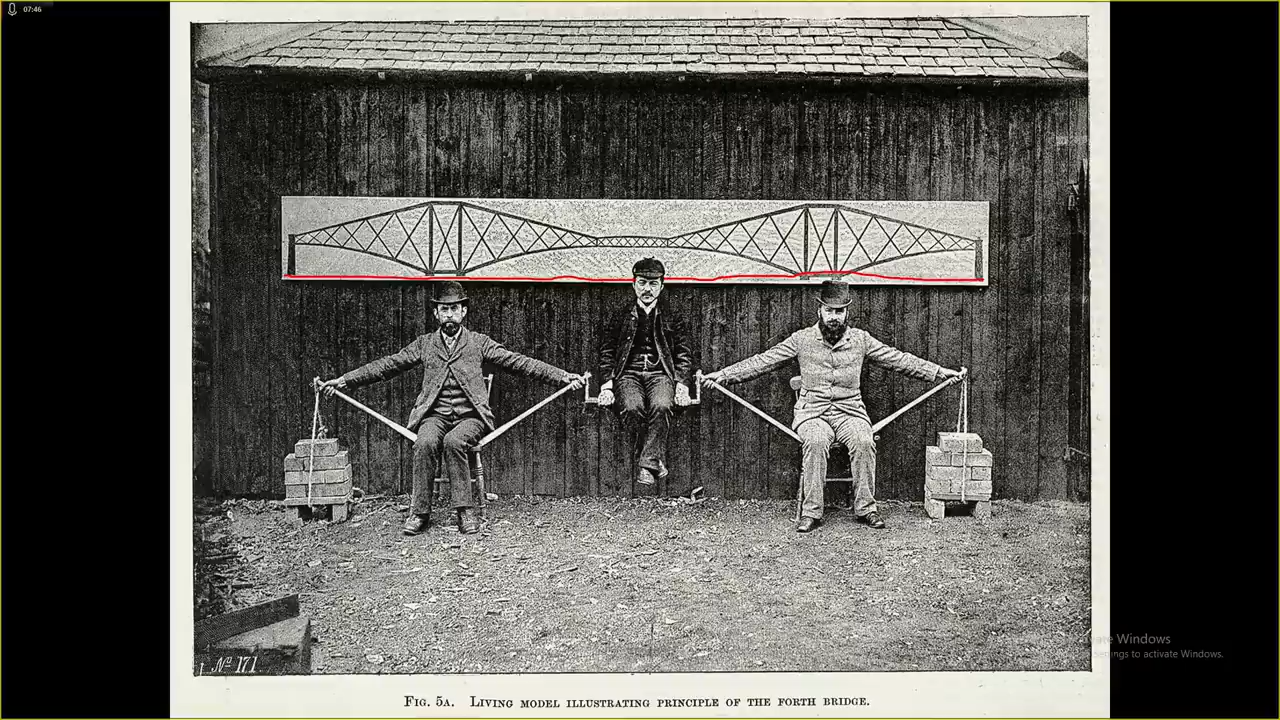 07:46
Activate Windows
Settings to activate Windows.
L Nº 171
FIG. 5A. LIVING MODEL ILLUSTRATING PRINCIPLE OF THE FORTH BRIDGE.